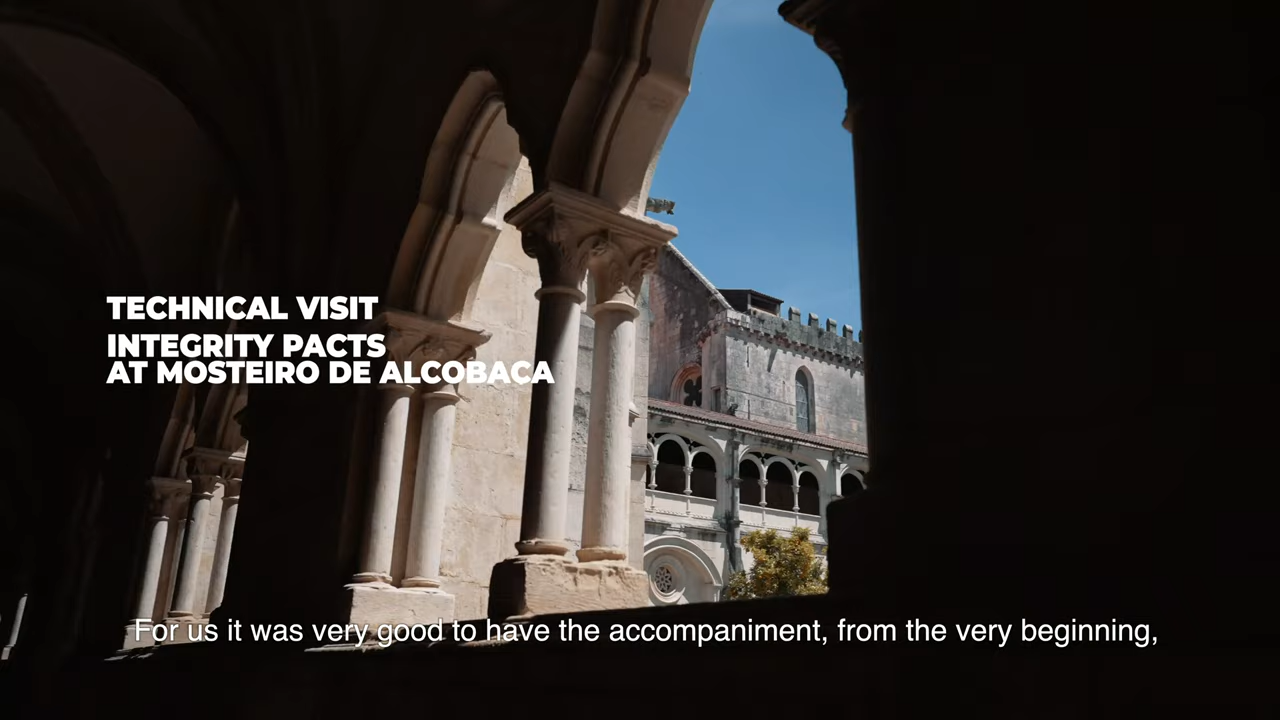 TECHNICAL VISIT
INTEGRITY PACTS
AT MOSTEIRO DE ALCOBAÇA
For us it was very good to have the accompaniment, from the very beginning,